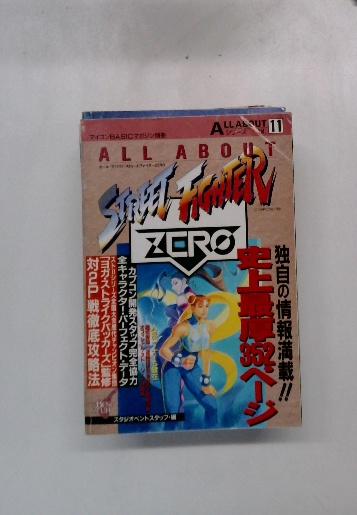 マイコンBASICマガジン別冊
ALL ABOUT
シリーズ
11
ALL ABOUT
STREET FIGHTER
ZERO
独自の情報満載!!
史上最厚352ページ
カプコン開発スタッフ完全協力
全キャラクター・パーフェクト・データ
「ヨガ・ストライクバッカーズ」監修
対2P戦徹底攻略法
スタジオベントスタッフ・編